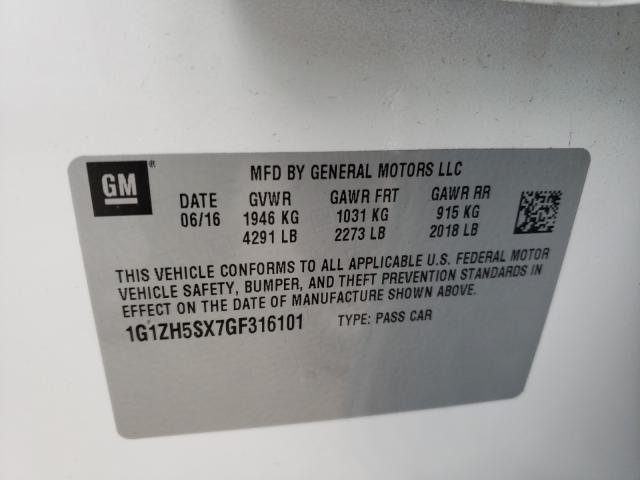 GM ®
MFD BY GENERAL MOTORS LLC
DATE GVWR GAWR FRT GAWR RR
06/16 1946 KG 1031 KG 915 KG
4291 LB 2273 LB 2018 LB
THIS VEHICLE CONFORMS TO ALL APPLICABLE U.S. FEDERAL MOTOR
VEHICLE SAFETY, BUMPER, AND THEFT PREVENTION STANDARDS IN
EFFECT ON THE DATE OF MANUFACTURE SHOWN ABOVE.
1G1ZH5SX7GF316101 TYPE: PASS CAR